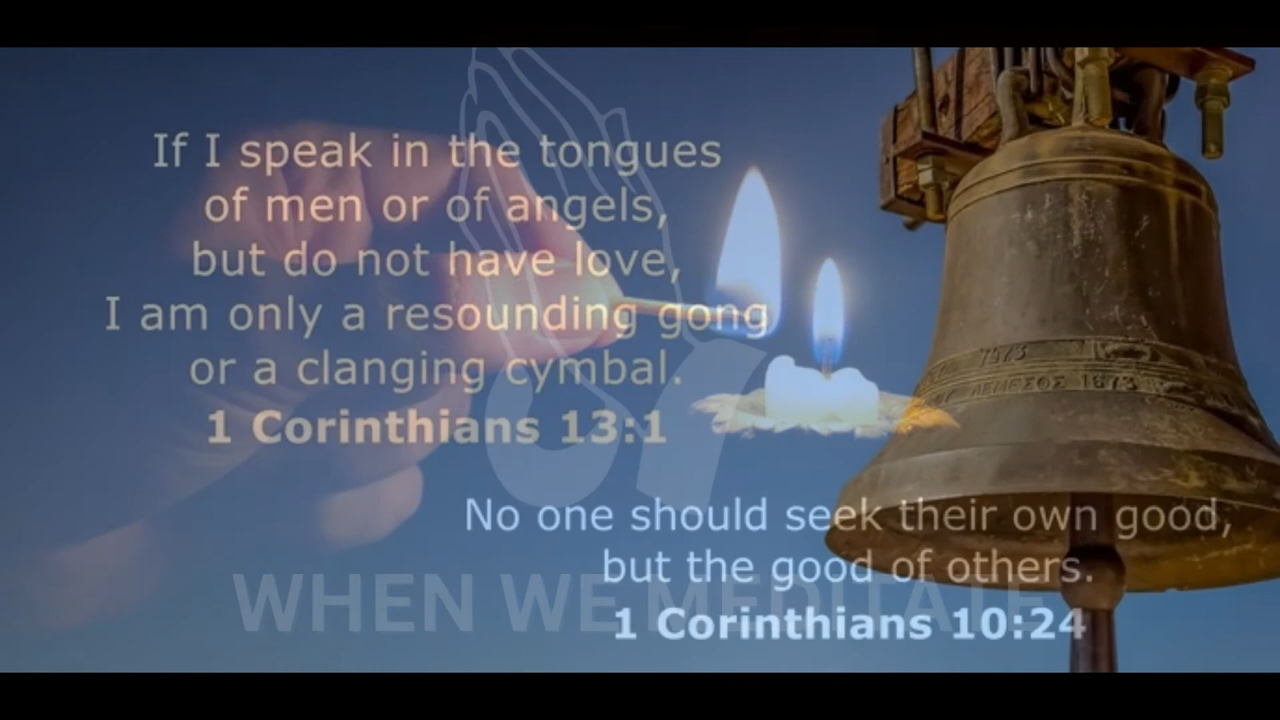 If I speak in the tongues
of men or of angels,
but do not have love,
I am only a resounding gong
or a clanging cymbal.
1 Corinthians 13:1
No one should seek their own good,
but the good of others.
1 Corinthians 10:24
WHEN WE MEDITATE
1673